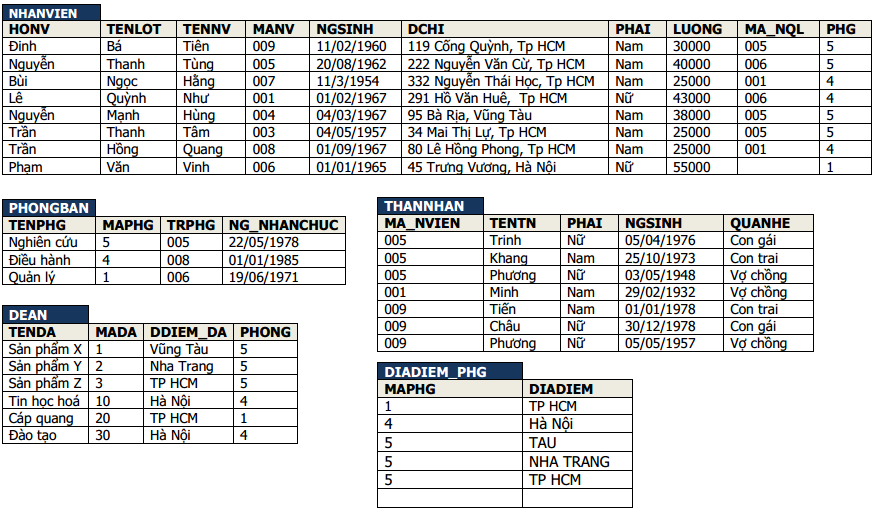 NHANVIEN
HONV TENLOT TENNV MANV NGSINH DCHI PHAI LUONG MA_NQL PHG
Đinh Bá Tiên 009 11/02/1960 119 Cống Quỳnh, Tp HCM Nam 30000 005 5
Nguyễn Thanh Tùng 005 20/08/1962 222 Nguyễn Văn Cừ, Tp HCM Nam 40000 006 5
Bùi Ngọc Hằng 007 11/3/1954 332 Nguyễn Thái Học, Tp HCM Nam 25000 001 4
Lê Quỳnh Như 001 01/02/1967 291 Hồ Văn Huê, Tp HCM Nữ 43000 006 4
Nguyễn Mạnh Hùng 004 04/03/1967 95 Bà Rịa, Vũng Tàu Nam 38000 005 5
Trần Thanh Tâm 003 04/05/1957 34 Mai Thị Lự, Tp HCM Nam 25000 005 5
Trần Hồng Quang 008 01/09/1967 80 Lê Hồng Phong, Tp HCM Nam 25000 001 4
Phạm Văn Vinh 006 01/01/1965 45 Trưng Vương, Hà Nội Nữ 55000 1
PHONGBAN
TENPHG MAPHG TRPHG NG_NHANCHUC
Nghiên cứu 5 005 22/05/1978
Điều hành 4 008 01/01/1985
Quản lý 1 006 19/06/1971
DEAN
TENDA MADA DDIEM_DA PHONG
Sản phẩm X 1 Vũng Tàu 5
Sản phẩm Y 2 Nha Trang 5
Sản phẩm Z 3 TP HCM 5
Tin học hoá 10 Hà Nội 4
Cáp quang 20 TP HCM 1
Đào tạo 30 Hà Nội 4
THANNHAN
MA_NVIEN TENTN PHAI NGSINH QUANHE
005 Trinh Nữ 05/04/1976 Con gái
005 Khang Nam 25/10/1973 Con trai
005 Phương Nữ 03/05/1948 Vợ chồng
001 Minh Nam 29/02/1932 Vợ chồng
009 Tiến Nam 01/01/1978 Con trai
009 Châu Nữ 30/12/1978 Con gái
009 Phương Nữ 05/05/1957 Vợ chồng
DIADIEM_PHG
MAPHG DIADIEM
1 TP HCM
4 Hà Nội
5 TAU
5 NHA TRANG
5 TP HCM